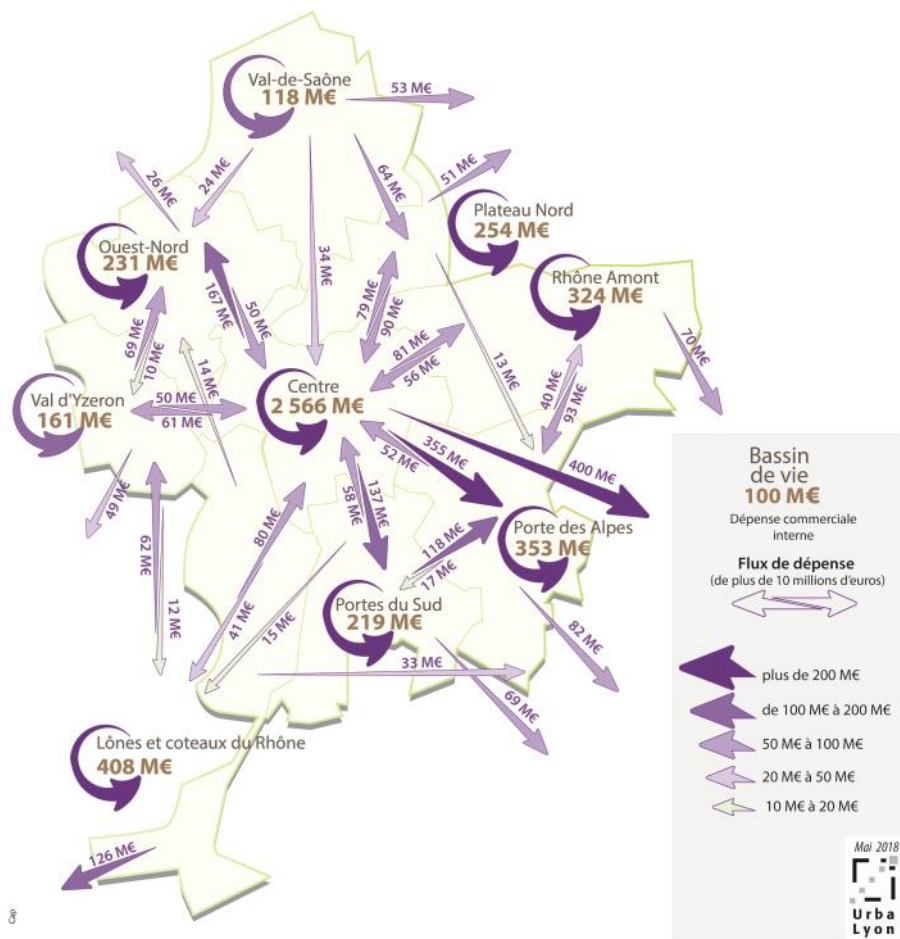 Val-de-Saône
118 M€
53 M€
24 M€
26 M€
64 M€
51 M€
34 M€
Plateau Nord
254 M€
Ouest-Nord
231 M€
167 M€
50 M€
79 M€
90 M€
Rhône Amont
324 M€
70 M€
69 M€
10 M€
14 M€
81 M€
56 M€
13 M€
40 M€
93 M€
Val d'Yzeron
161 M€
50 M€
61 M€
Centre
2 566 M€
49 M€
62 M€
12 M€
355 M€
52 M€
400 M€
58 M€
137 M€
80 M€
41 M€
15 M€
118 M€
17 M€
Porte des Alpes
353 M€
Portes du Sud
219 M€
82 M€
33 M€
69 M€
Lônes et coteaux du Rhône
408 M€
126 M€
Bassin
de vie
100 M€
Dépense commerciale
interne
Flux de dépense
(de plus de 10 millions d'euros)
plus de 200 M€
de 100 M€ à 200 M€
50 M€ à 100 M€
20 M€ à 50 M€
10 M€ à 20 M€
Mai 2018
Urba
Lyon
Cap